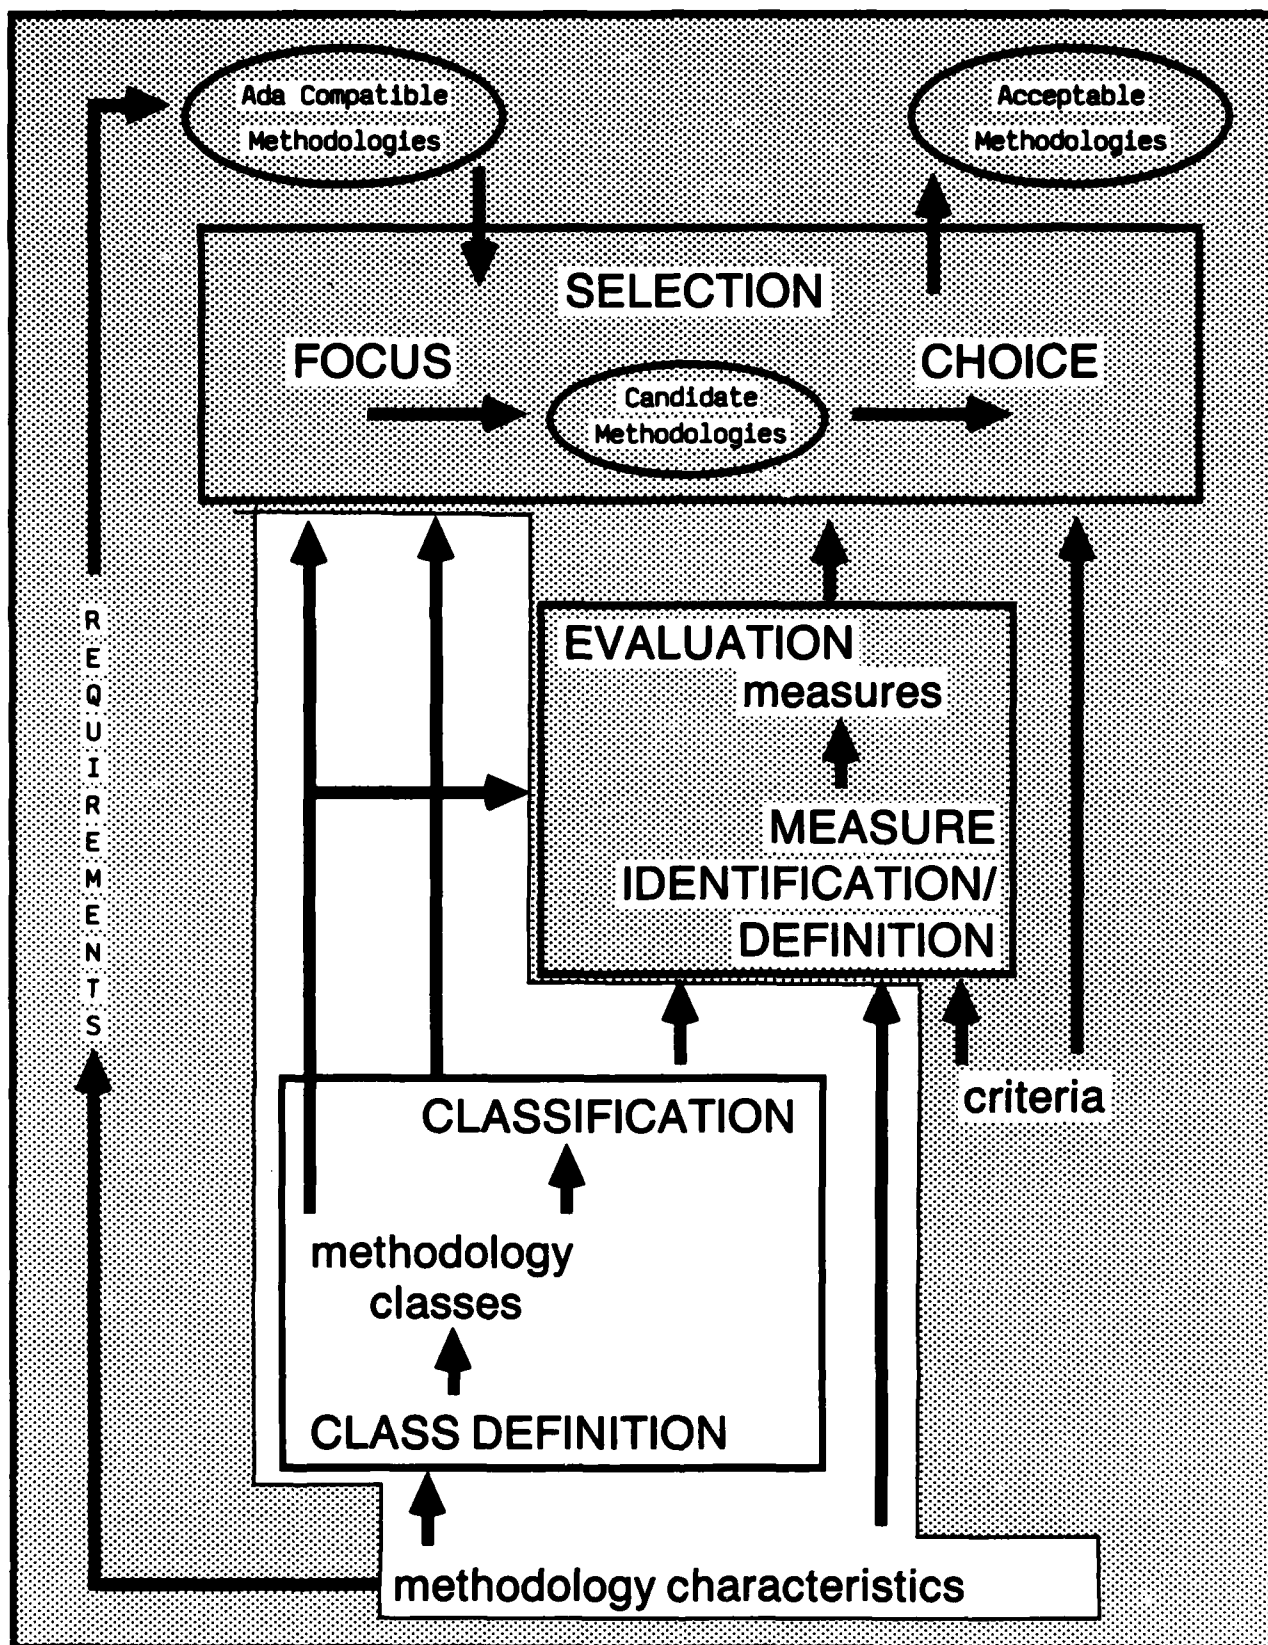 Ada Compatible
Methodologies
Acceptable
Methodologies
SELECTION
FOCUS
CHOICE
Candidate
Methodologies
REQUIREMENTS
EVALUATION
measures
MEASURE
IDENTIFICATION/
DEFINITION
criteria
CLASSIFICATION
methodology
classes
CLASS DEFINITION
methodology characteristics